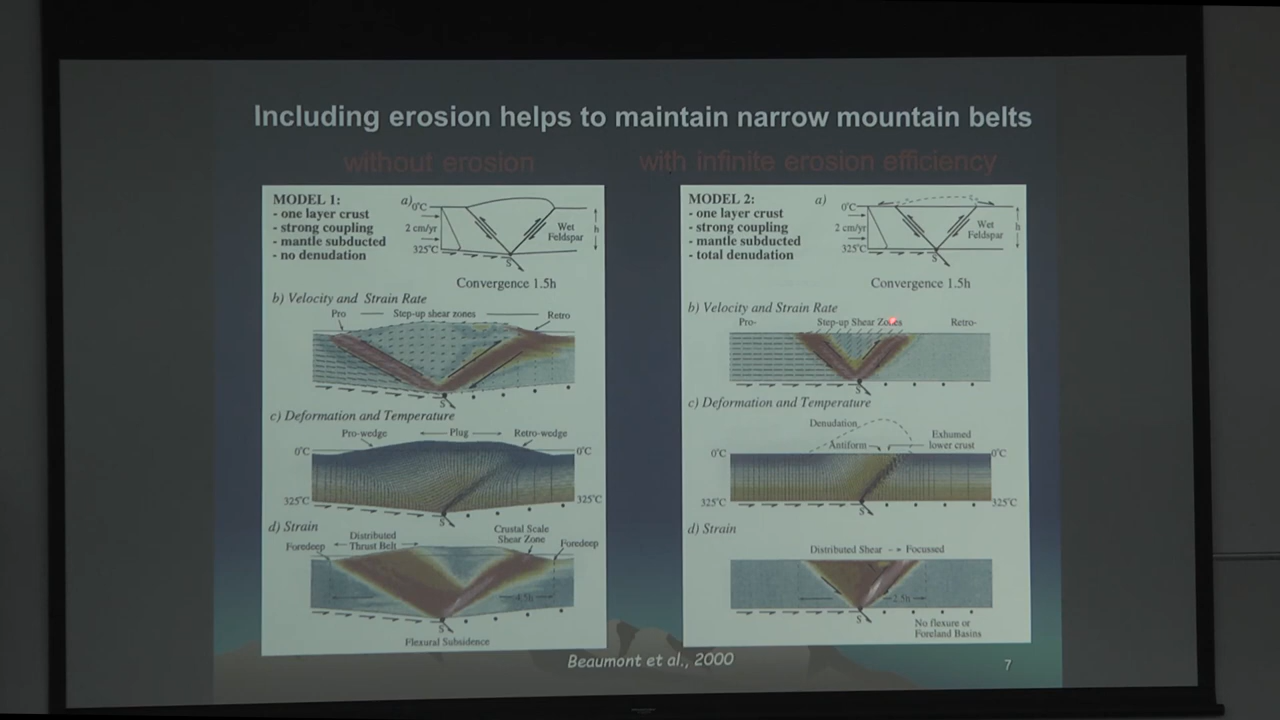 Including erosion helps to maintain narrow mountain belts
without erosion
with infinite erosion efficiency
MODEL 1:
- one layer crust
- strong coupling
- mantle subducted
- no denudation
a)
0°C
2 cm/yr
325°C
Wet
Feldspar
h
S
Convergence 1.5h
b) Velocity and Strain Rate
Pro
Step-up shear zones
Retro
S
c) Deformation and Temperature
Pro-wedge
Plug
Retro-wedge
0°C
0°C
325°C
325°C
S
d) Strain
Distributed
Thrust Belt
Crustal Scale
Shear Zone
Foredeep
Foredeep
4.5h
S
Flexural Subsidence
MODEL 2:
- one layer crust
- strong coupling
- mantle subducted
- total denudation
a)
0°C
2 cm/yr
325°C
Wet
Feldspar
h
S
Convergence 1.5h
b) Velocity and Strain Rate
Pro-
Step-up Shear Zones
Retro-
S
c) Deformation and Temperature
Denudation
Antiform
Exhumed
lower crust
0°C
0°C
325°C
325°C
S
d) Strain
Distributed Shear
Focussed
2.5h
S
No flexure or
Foreland Basins
Beaumont et al., 2000
7